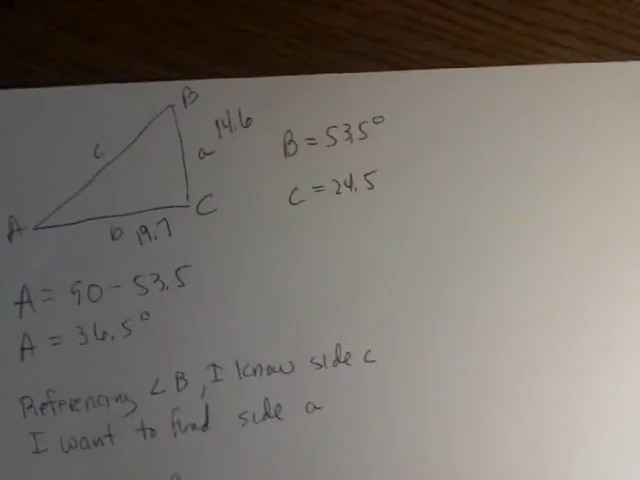 B
c
a 14.6
A
b 19.7
C
B = 53.5°
c = 24.5
A = 90 - 53.5
A = 36.5°
Referencing ∠B, I know side c
I want to find side a